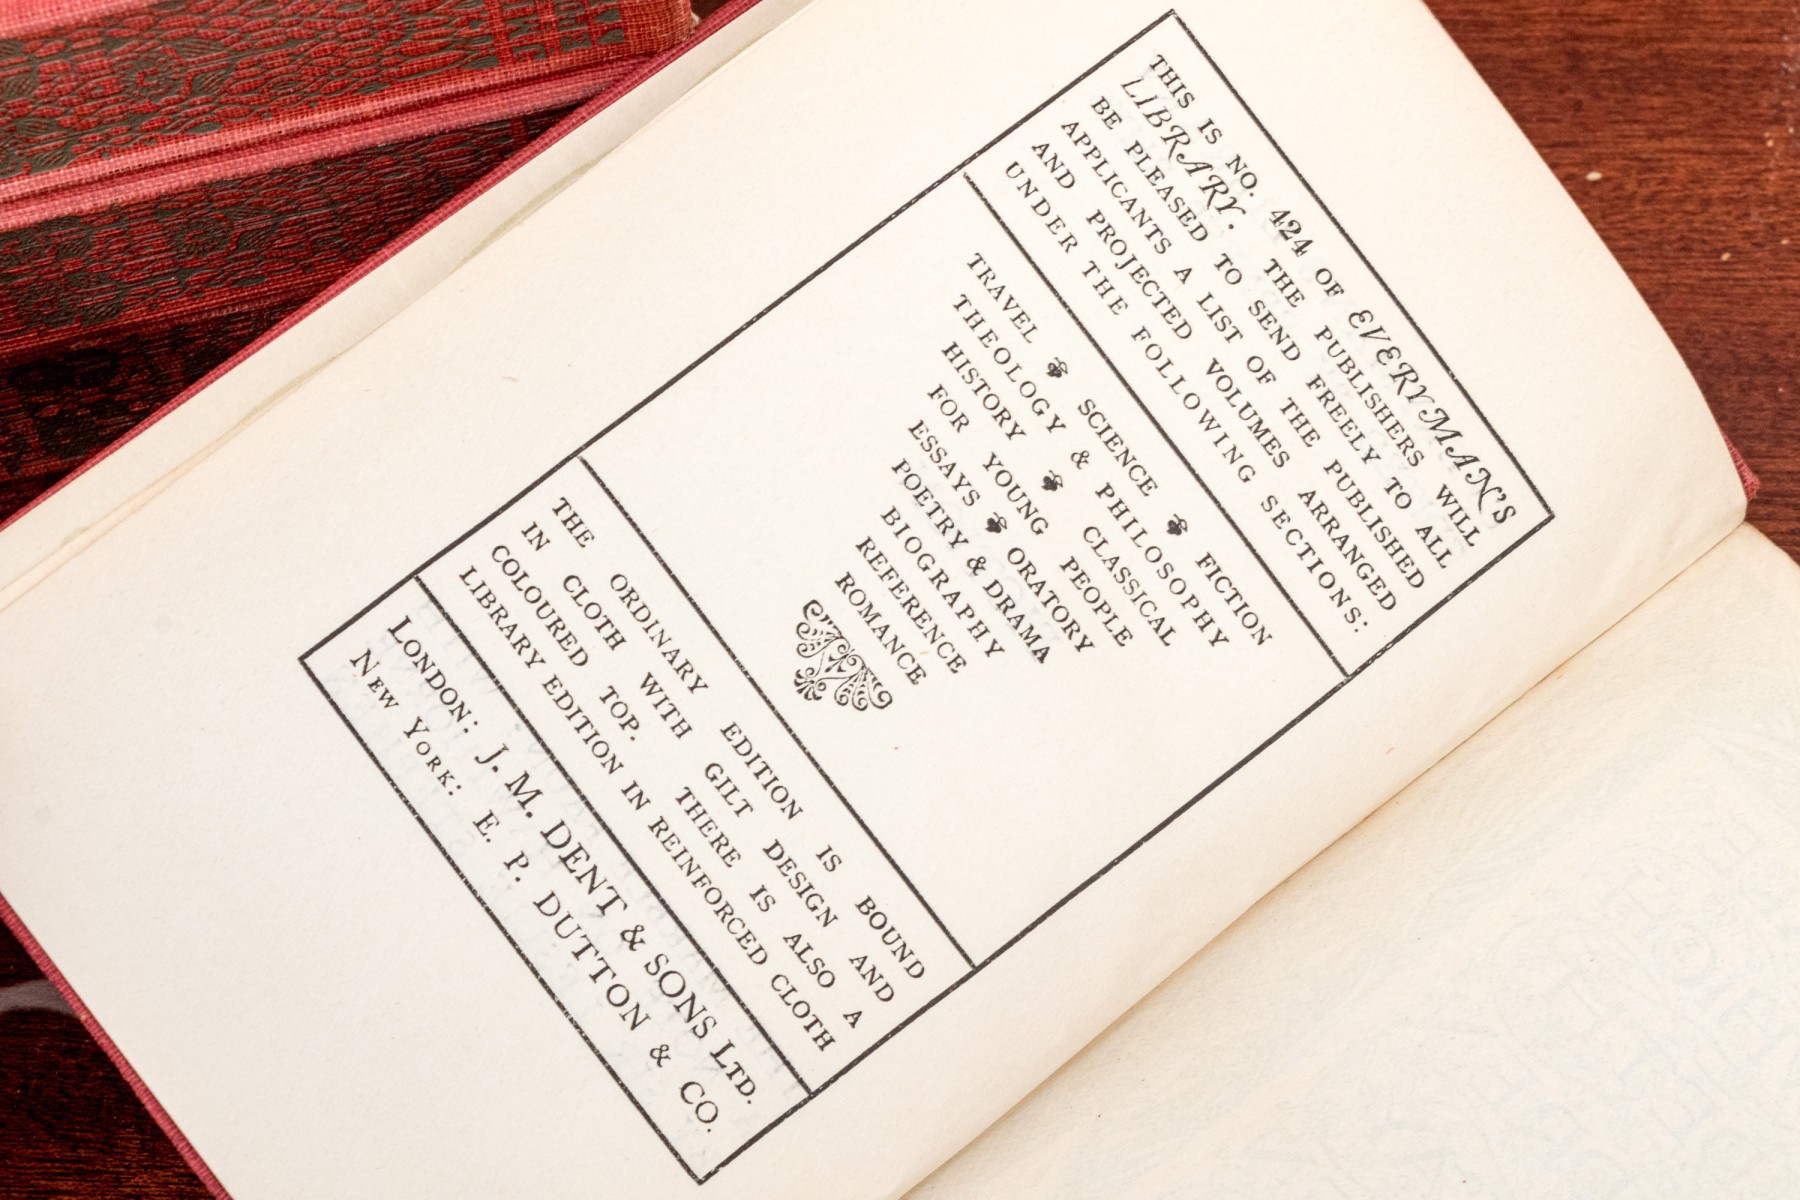 THIS IS NO. 424 OF EVERYMAN'S
LIBRARY. THE PUBLISHERS WILL
BE PLEASED TO SEND FREELY TO ALL
APPLICANTS A LIST OF THE PUBLISHED
AND PROJECTED VOLUMES ARRANGED
UNDER THE FOLLOWING SECTIONS:
TRAVEL SCIENCE FICTION
THEOLOGY & PHILOSOPHY
HISTORY CLASSICAL
FOR YOUNG PEOPLE
ESSAYS ORATORY
POETRY & DRAMA
BIOGRAPHY
REFERENCE
ROMANCE
THE ORDINARY EDITION IS BOUND
IN CLOTH WITH GILT DESIGN AND
COLOURED TOP. THERE IS ALSO A
LIBRARY EDITION IN REINFORCED CLOTH
LONDON: J. M. DENT & SONS LTD.
NEW YORK: E. P. DUTTON & CO.